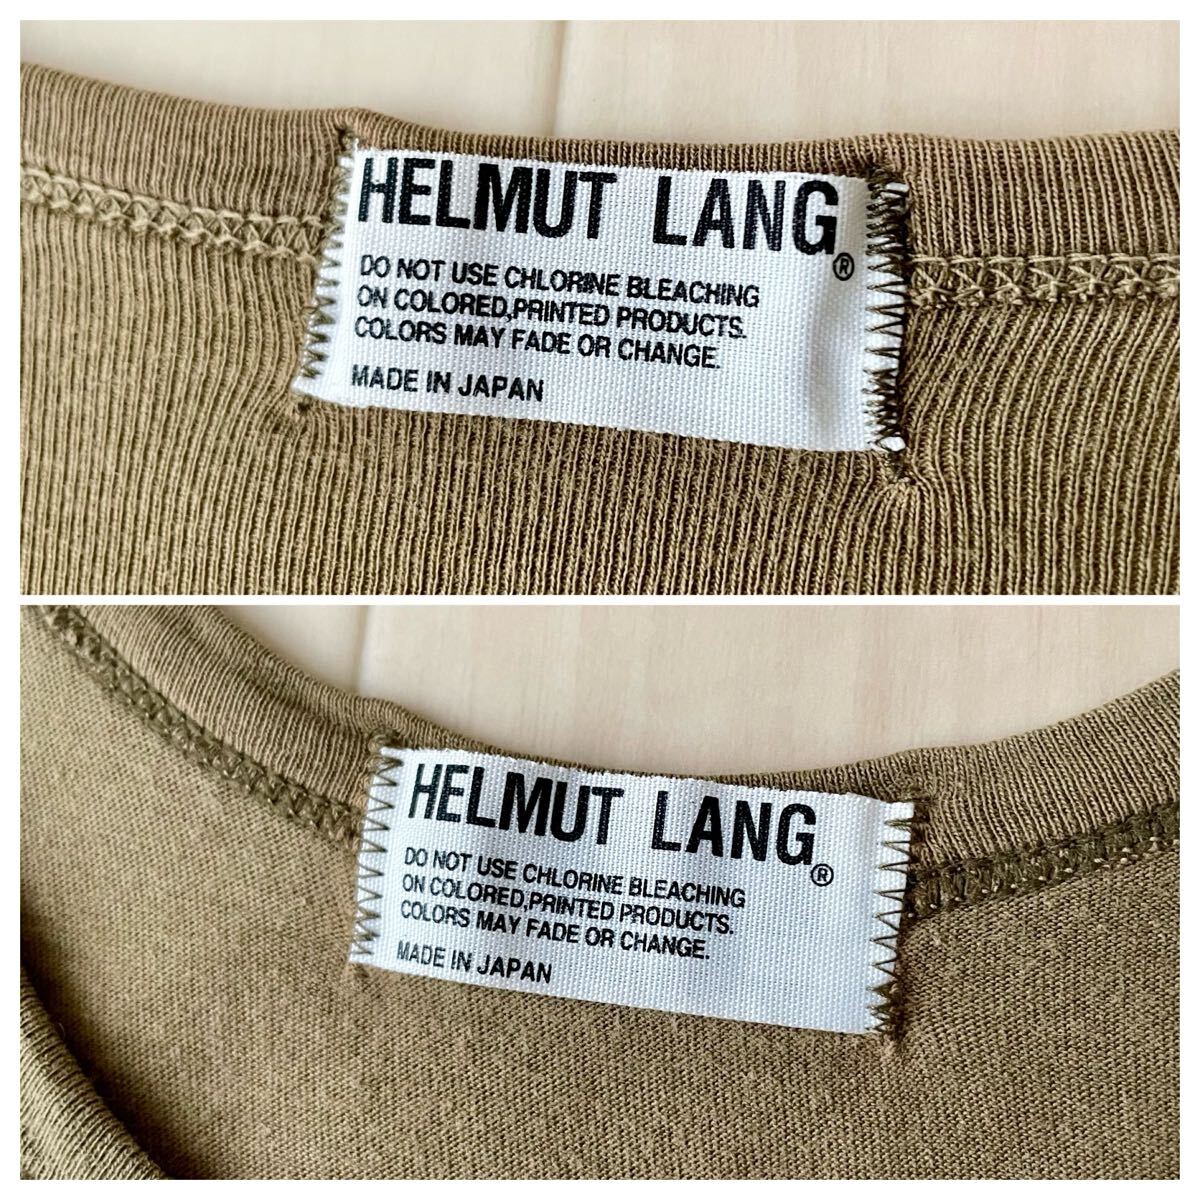 HELMUT LANG®
DO NOT USE CHLORINE BLEACHING
ON COLORED,PRINTED PRODUCTS.
COLORS MAY FADE OR CHANGE.
MADE IN JAPAN
HELMUT LANG®
DO NOT USE CHLORINE BLEACHING
ON COLORED,PRINTED PRODUCTS.
COLORS MAY FADE OR CHANGE.
MADE IN JAPAN